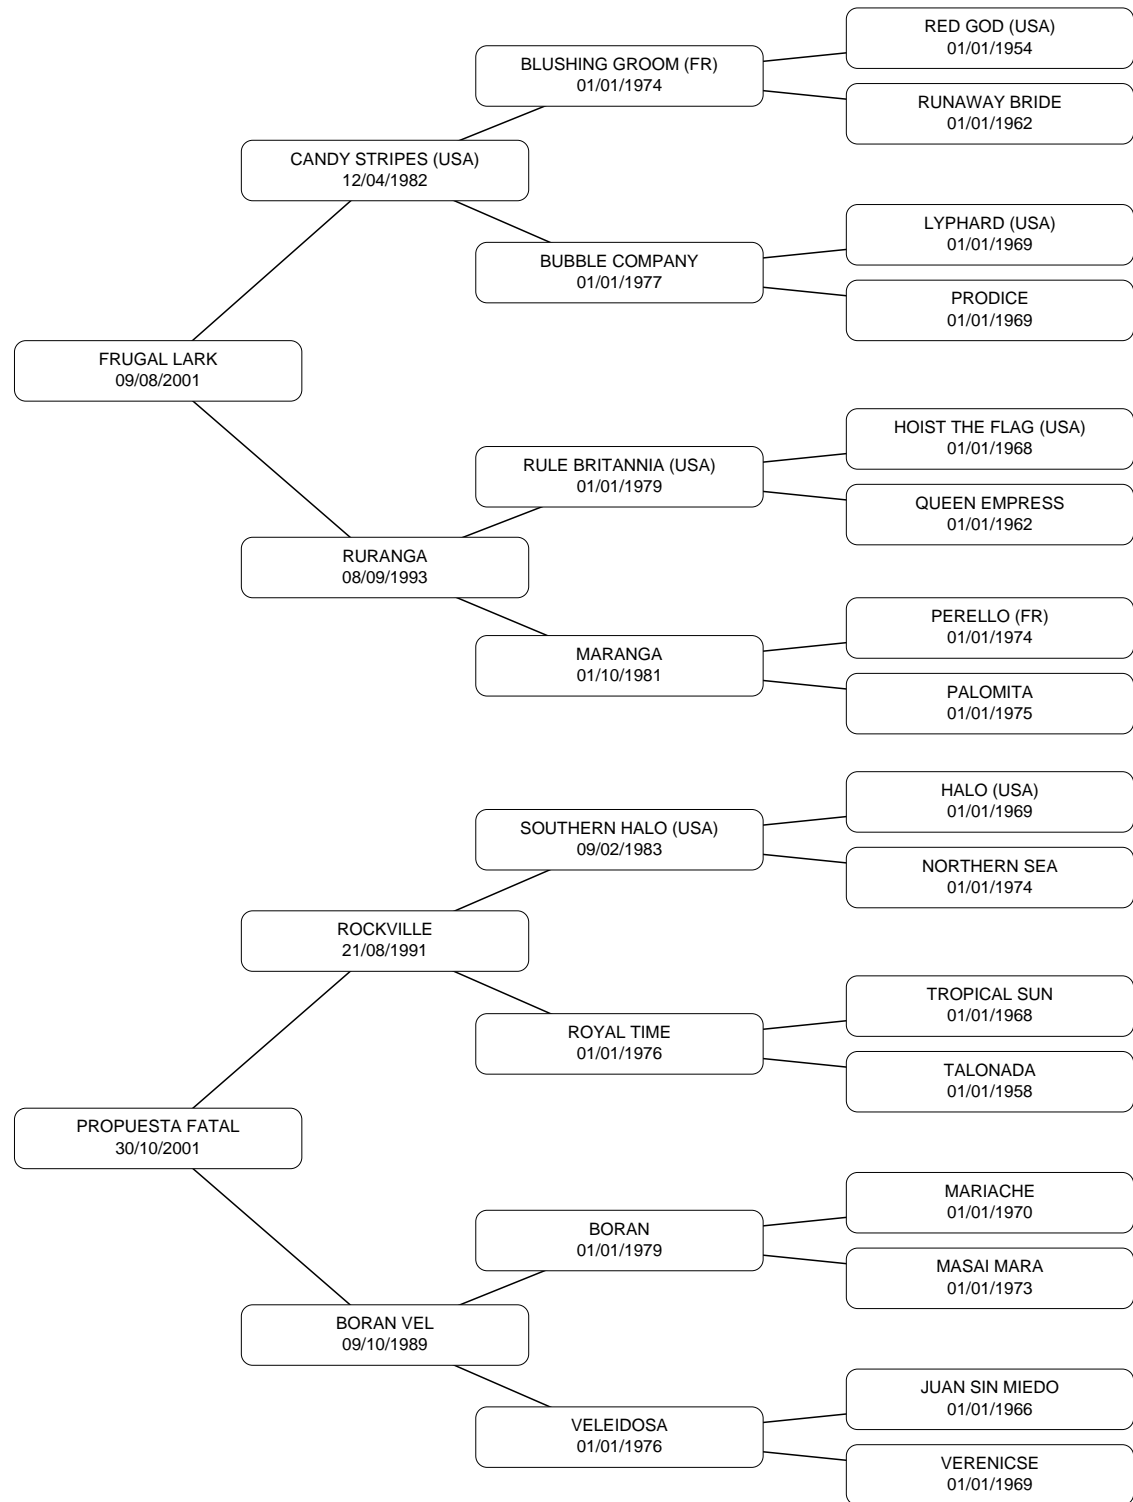 RED GOD (USA)
01/01/1954
BLUSHING GROOM (FR)
01/01/1974
RUNAWAY BRIDE
01/01/1962
CANDY STRIPES (USA)
12/04/1982
LYPHARD (USA)
01/01/1969
BUBBLE COMPANY
01/01/1977
PRODICE
01/01/1969
FRUGAL LARK
09/08/2001
HOIST THE FLAG (USA)
01/01/1968
RULE BRITANNIA (USA)
01/01/1979
QUEEN EMPRESS
01/01/1962
RURANGA
08/09/1993
PERELLO (FR)
01/01/1974
MARANGA
01/10/1981
PALOMITA
01/01/1975
HALO (USA)
01/01/1969
SOUTHERN HALO (USA)
09/02/1983
NORTHERN SEA
01/01/1974
ROCKVILLE
21/08/1991
TROPICAL SUN
01/01/1968
ROYAL TIME
01/01/1976
TALONADA
01/01/1958
PROPUESTA FATAL
30/10/2001
MARIACHE
01/01/1970
BORAN
01/01/1979
MASAI MARA
01/01/1973
BORAN VEL
09/10/1989
JUAN SIN MIEDO
01/01/1966
VELEIDOSA
01/01/1976
VERENICSE
01/01/1969